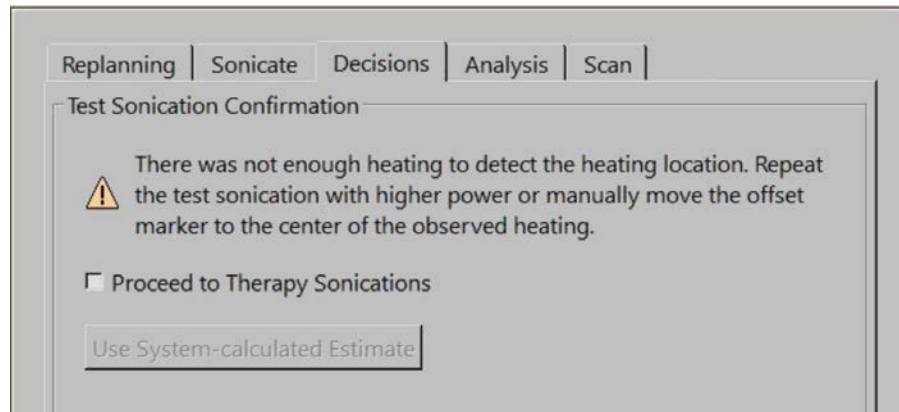 Replanning Sonicate Decisions Analysis Scan
Test Sonication Confirmation
There was not enough heating to detect the heating location. Repeat
the test sonication with higher power or manually move the offset
marker to the center of the observed heating.
Proceed to Therapy Sonications
Use System-calculated Estimate